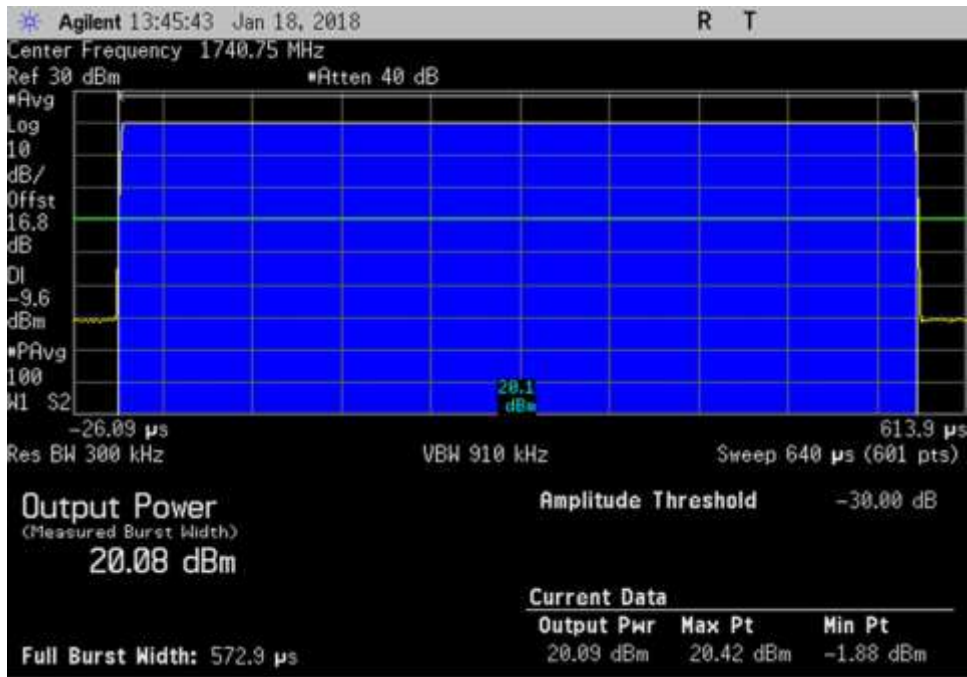 Agilent 13:45:43 Jan 18, 2018 R T
Center Frequency 1740.75 MHz
Ref 30 dBm #Atten 40 dB
#Avg
Log
10
dB/
Offst
16.8
dB
DI
-9.6
dBm
#PAvg
100
W1 S2
20.1
dBm
-26.09 µs 613.9 µs
Res BW 300 kHz VBW 910 kHz Sweep 640 µs (601 pts)
Output Power Amplitude Threshold -30.00 dB
(Measured Burst Width)
20.08 dBm
Current Data
Output Pwr Max Pt Min Pt
Full Burst Width: 572.9 µs 20.09 dBm 20.42 dBm -1.88 dBm